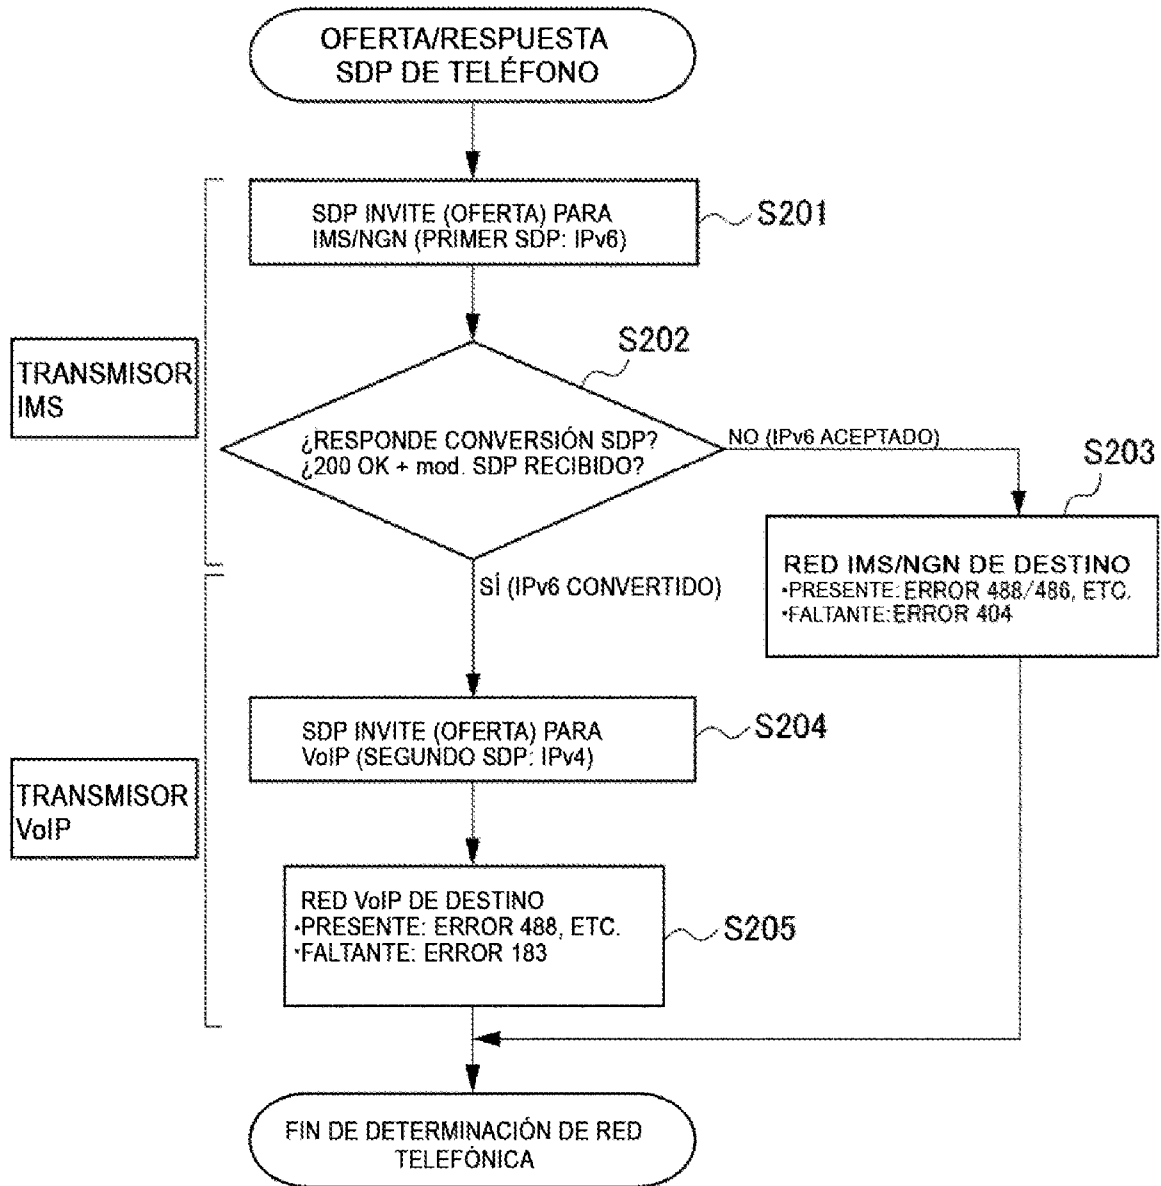 OFERTA/RESPUESTA
SDP DE TELÉFONO
SDP INVITE (OFERTA) PARA
IMS/NGN (PRIMER SDP: IPv6)
S201
TRANSMISOR
IMS
S202
¿RESPONDE CONVERSIÓN SDP?
¿200 OK + mod. SDP RECIBIDO?
NO (IPv6 ACEPTADO)
S203
RED IMS/NGN DE DESTINO
•PRESENTE: ERROR 488/486, ETC.
•FALTANTE: ERROR 404
SÍ (IPv6 CONVERTIDO)
SDP INVITE (OFERTA) PARA
VoIP (SEGUNDO SDP: IPv4)
S204
TRANSMISOR
VoIP
RED VoIP DE DESTINO
•PRESENTE: ERROR 488, ETC.
•FALTANTE: ERROR 183
S205
FIN DE DETERMINACIÓN DE RED
TELEFÓNICA